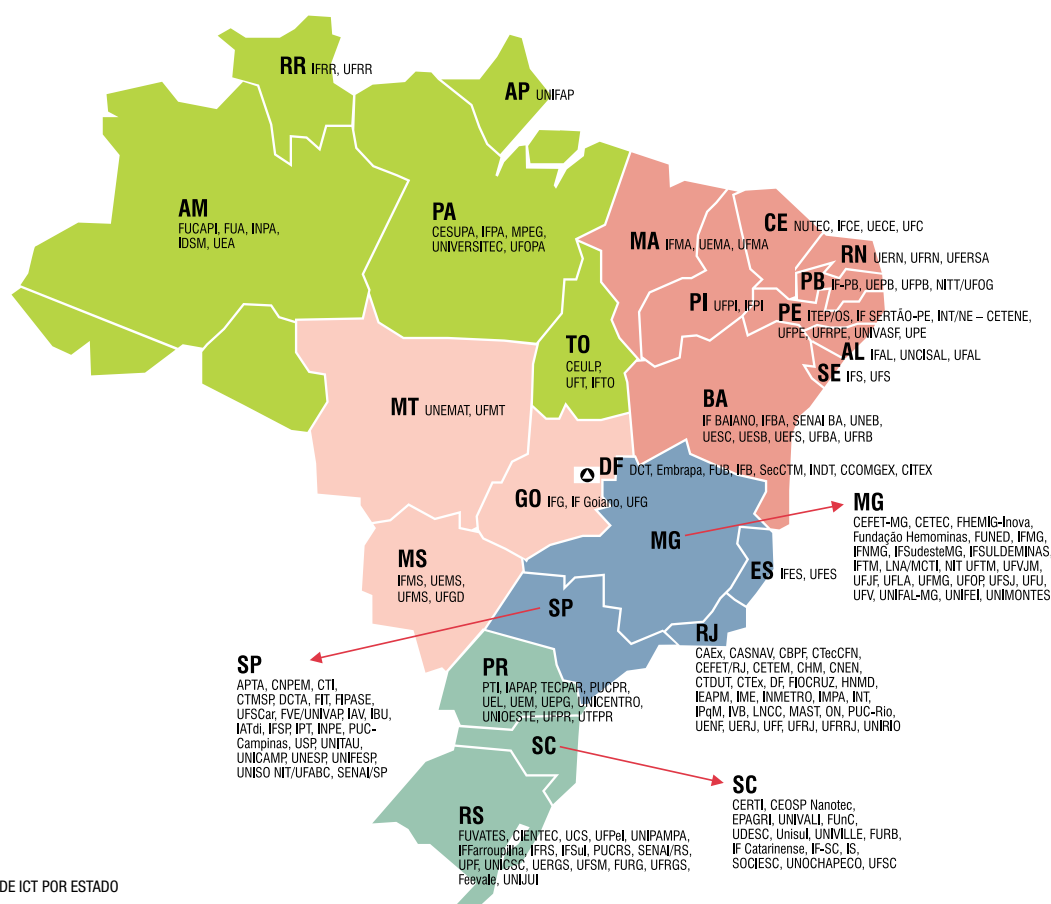 RR IFRR, UFRR
AP UNIFAP
AM
FUCAPI, FUA, INPA,
IDSM, UEA
PA
CESUPA, IFPA, MPEG,
UNIVERSITEC, UFOPA
MA IFMA, UEMA, UFMA
CE NUTEC, IFCE, UECE, UFC
RN UERN, UFRN, UFERSA
PB IF-PB, UEPB, UFPB, NITT/UFOG
PI UFPI, IFPI
PE ITEP/OS, IF SERTÃO-PE, INT/NE – CETENE,
UFPE, UFRPE, UNIVASF, UPE
AL IFAL, UNCISAL, UFAL
SE IFS, UFS
TO
CEULP,
UFT, IFTO
BA
IF BAIANO, IFBA, SENAI BA, UNEB,
UESC, UESB, UEFS, UFBA, UFRB
MT UNEMAT, UFMT
DF DCT, Embrapa, FUB, IFB, SecCTM, INDT, CCOMGEX, CITEX
GO IFG, IF Goiano, UFG
MG
MG
CEFET-MG, CETEC, FHEMIG-Inova,
Fundação Hemominas, FUNED, IFMG,
IFNMG, IFSudesteMG, IFSULDEMINAS,
IFTM, LNA/MCTI, NIT UFTM, UFVJM,
UFJF, UFLA, UFMG, UFOP, UFSJ, UFU,
UFV, UNIFAL-MG, UNIFEI, UNIMONTES
MS
IFMS, UEMS,
UFMS, UFGD
ES IFES, UFES
SP
SP
APTA, CNPEM, CTI,
CTMSP, DCTA, FIT, FIPASE,
UFSCar, FVE/UNIVAP, IAV, IBU,
IATdi, IFSP, IPT, INPE, PUC-
Campinas, USP, UNITAU,
UNICAMP, UNESP, UNIFESP,
UNISO NIT/UFABC, SENAI/SP
RJ
CAEx, CASNAV, CBPF, CTecCFN,
CEFET/RJ, CETEM, CHM, CNEN,
CTDUT, CTEx, DF, FIOCRUZ, HNMD,
IEAPM, IME, INMETRO, IMPA, INT,
IPqM, IVB, LNCC, MAST, ON, PUC-Rio,
UENF, UERJ, UFF, UFRJ, UFRRJ, UNIRIO
PR
PTI, IAPAP, TECPAR, PUCPR,
UEL, UEM, UEPG, UNICENTRO,
UNIOESTE, UFPR, UTFPR
SC
SC
CERTI, CEOSP Nanotec,
EPAGRI, UNIVALI, FUnC,
UDESC, Unisul, UNIVILLE, FURB,
IF Catarinense, IF-SC, IS,
SOCIESC, UNOCHAPECO, UFSC
RS
FUVATES, CIENTEC, UCS, UFPel, UNIPAMPA,
IFFarroupilha, IFRS, IFSul, PUCRS, SENAI/RS,
UPF, UNICSC, UERGS, UFSM, FURG, UFRGS,
Feevale, UNIJUI
DE ICT POR ESTADO